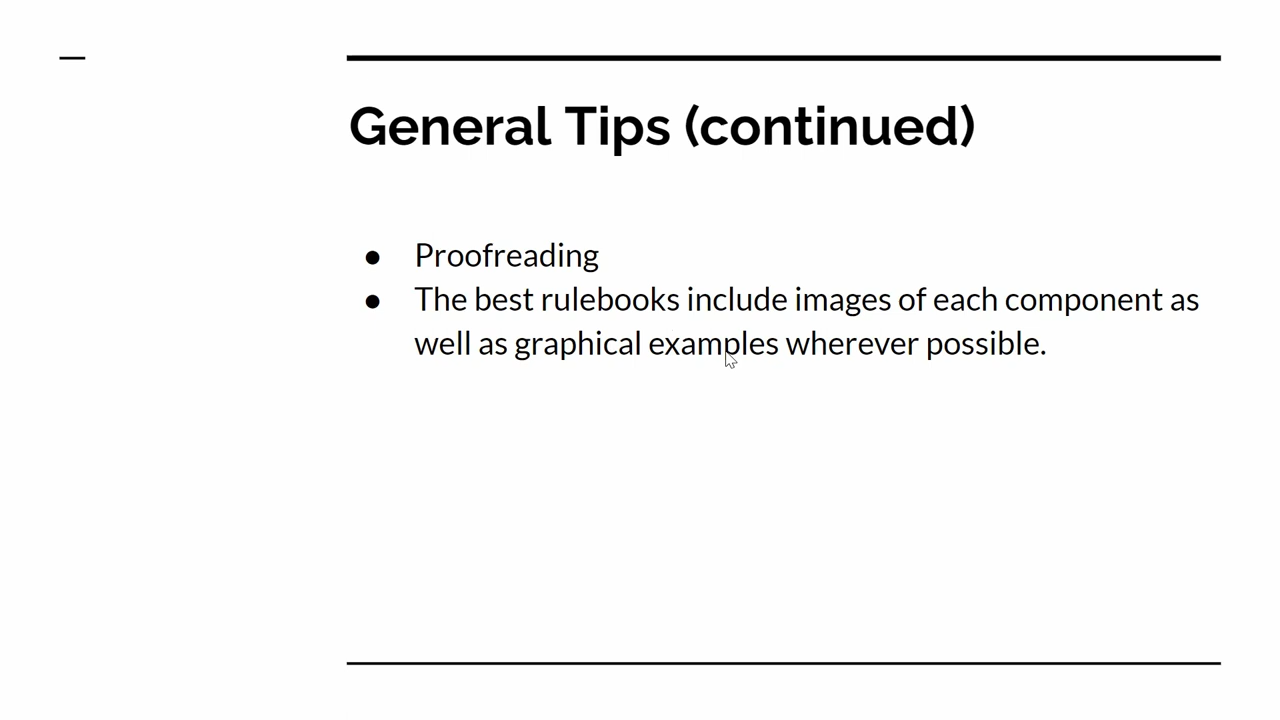 General Tips (continued)
● Proofreading
● The best rulebooks include images of each component as
well as graphical examples wherever possible.